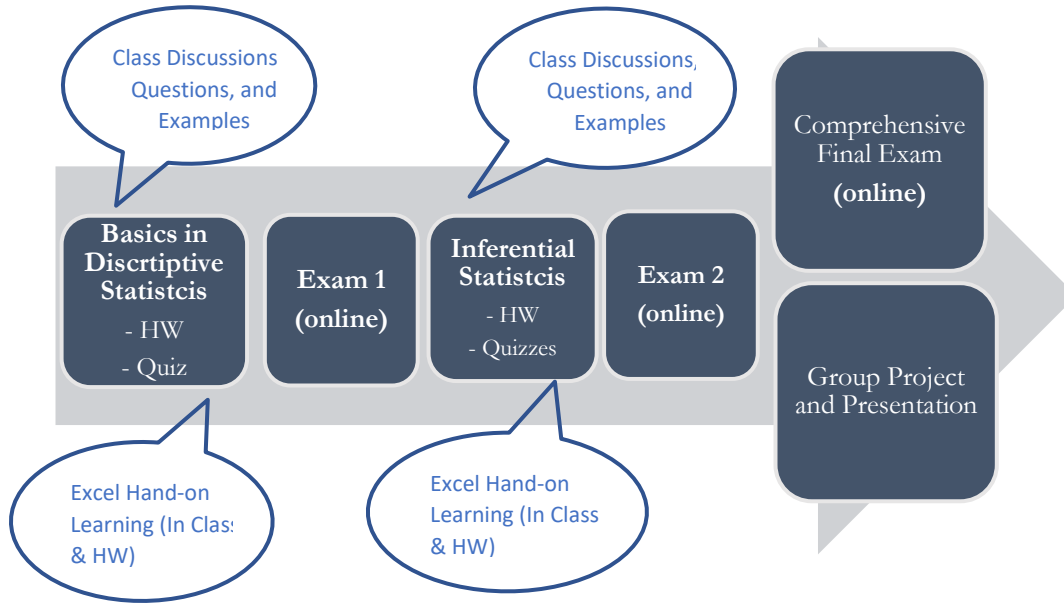 Class Discussions
Questions, and
Examples
Class Discussions,
Questions, and
Examples
Basics in
Discrtiptive
Statistcis
- HW
- Quiz
Exam 1
(online)
Inferential
Statistcis
- HW
- Quizzes
Exam 2
(online)
Comprehensive
Final Exam
(online)
Group Project
and Presentation
Excel Hand-on
Learning (In Class
& HW)
Excel Hand-on
Learning (In Class
& HW)